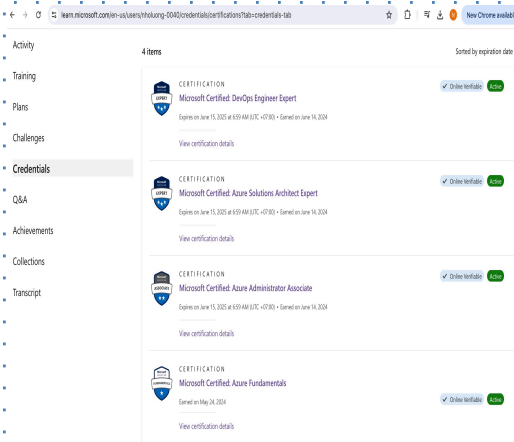 learn.microsoft.com/en-us/users/nholuong-0040/credentials/certifications?tab=credentials-tab
New Chrome availab
Activity
Training
Plans
Challenges
Credentials
Q&A
Achievements
Collections
Transcript
4 items
Sorted by expiration date
CERTIFICATION
Microsoft Certified: DevOps Engineer Expert
Expires on June 15, 2025 at 6:59 AM (UTC +07:00) • Earned on June 14, 2024
View certification details
Online Verifiable Active
EXPERT
CERTIFICATION
Microsoft Certified: Azure Solutions Architect Expert
Expires on June 15, 2025 at 6:59 AM (UTC +07:00) • Earned on June 14, 2024
View certification details
Online Verifiable Active
EXPERT
CERTIFICATION
Microsoft Certified: Azure Administrator Associate
Expires on June 15, 2025 at 6:59 AM (UTC +07:00) • Earned on June 14, 2024
View certification details
Online Verifiable Active
ASSOCIATE
CERTIFICATION
Microsoft Certified: Azure Fundamentals
Earned on May 24, 2024
View certification details
Online Verifiable Active